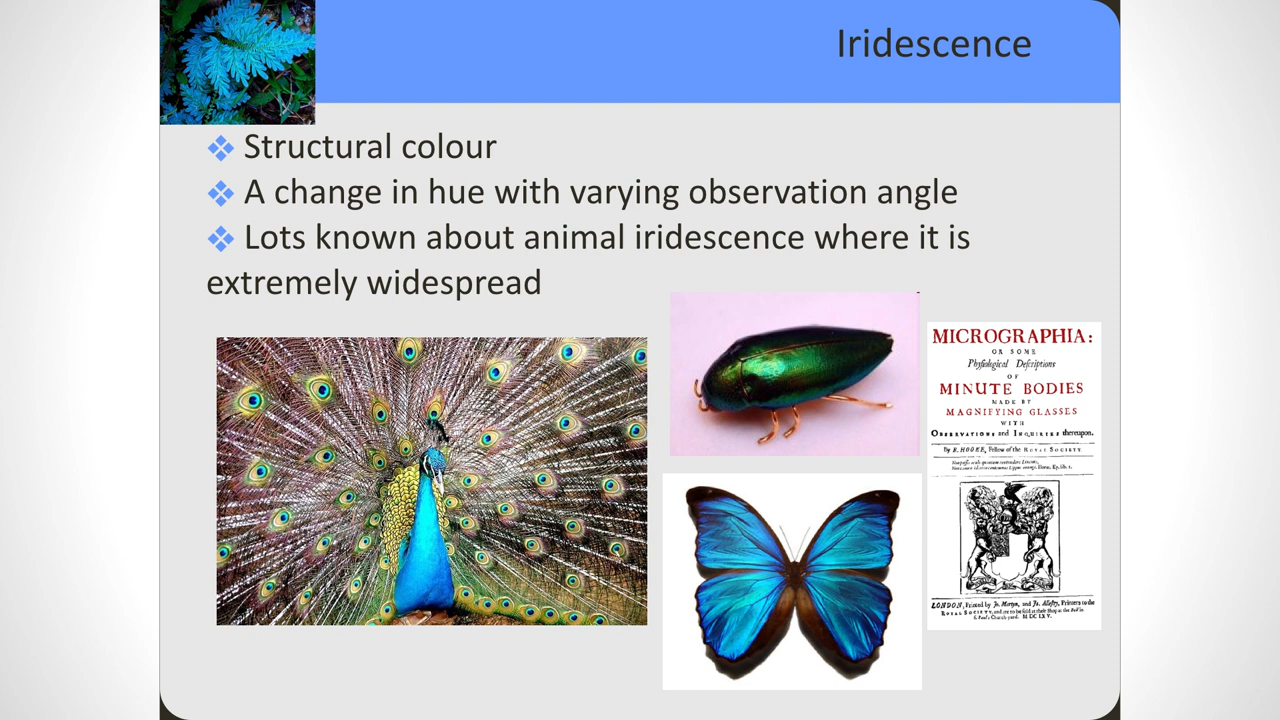 Iridescence
Structural colour
A change in hue with varying observation angle
Lots known about animal iridescence where it is
extremely widespread
MICROGRAPHIA:
OR SOME
Physiological Descriptions
OF
MINUTE BODIES
MADE BY
MAGNIFYING GLASSES
WITH
OBSERVATIONS and INQUIRIES thereupon.
By R. HOOKE, Fellow of the ROYAL SOCIETY
LONDON, Printed by Jo. Martyn, and Ja. Allestry, Printers to the
ROYAL SOCIETY, and are to be sold at their Shop at the Bell in
S. Paul's Church-yard. M DC LX V.